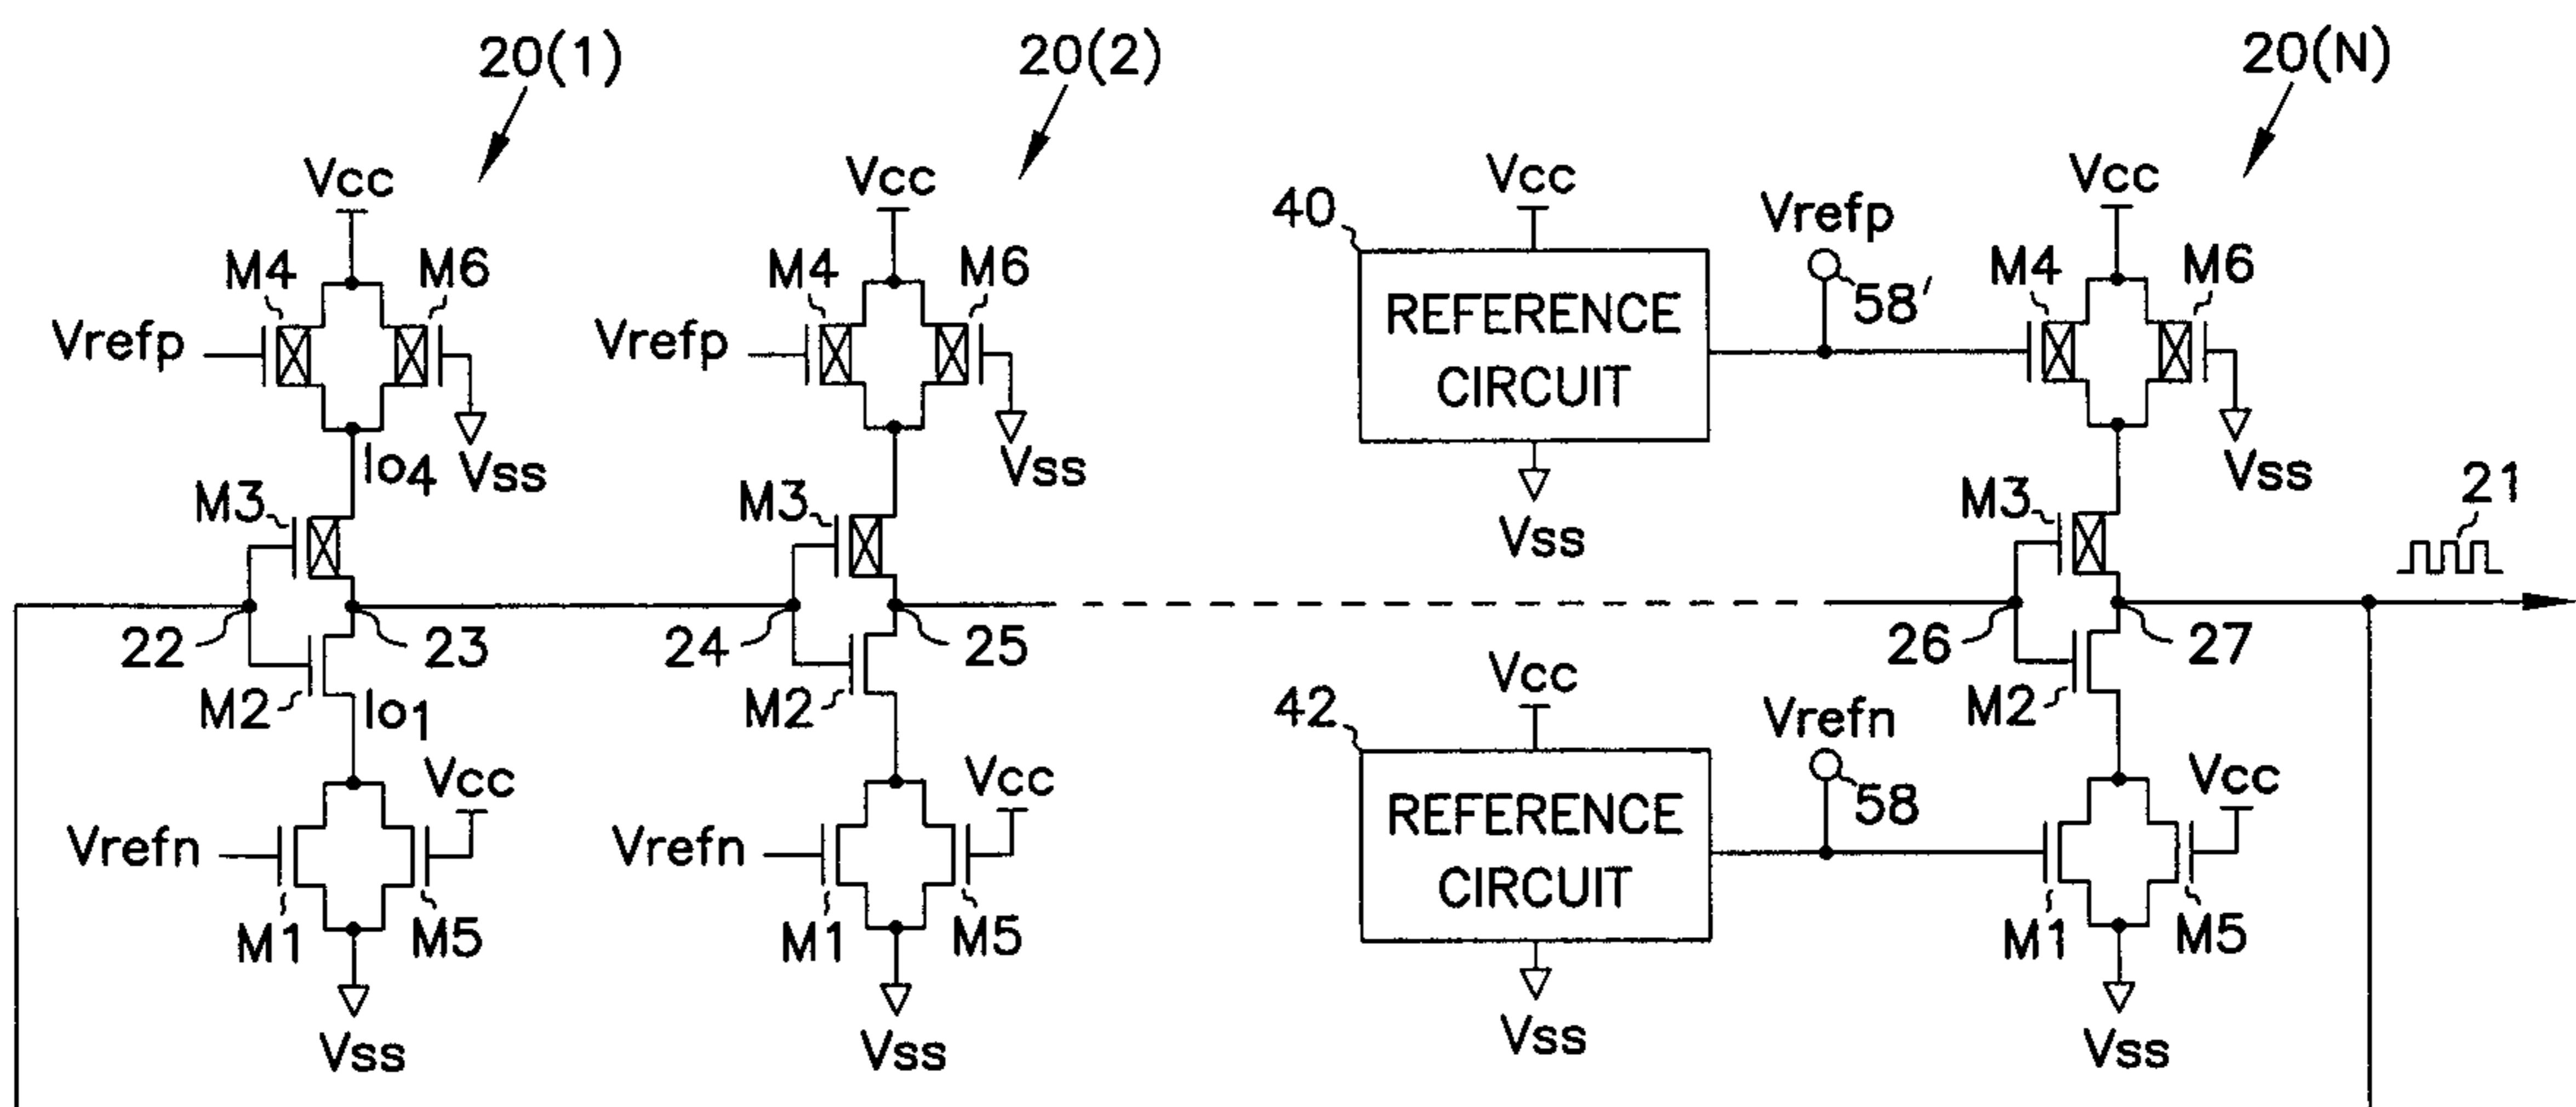 20(1)
20(2)
20(N)
Vcc
Vcc
Vcc
Vcc
40
Vrefp
M4
M6
M4
M6
M4
M6
58'
Vrefp
Vrefp
REFERENCE
CIRCUIT
Io4
Vss
Vss
Vss
M3
M3
Vss
M3
21
22
23
24
25
26
27
M2
Io1
M2
42
Vcc
Vrefn
M2
Vcc
Vcc
Vcc
58
Vrefn
Vrefn
REFERENCE
CIRCUIT
M1
M5
M1
M5
M1
M5
Vss
Vss
Vss
Vss